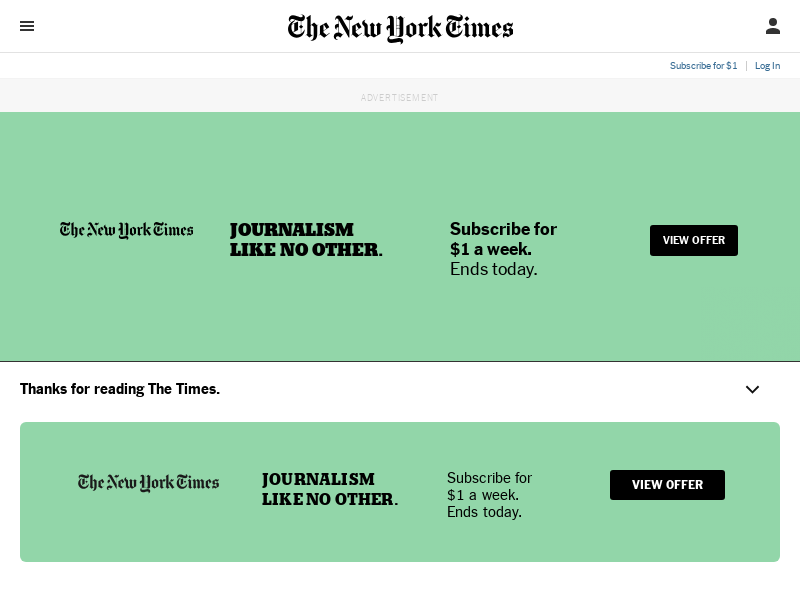 The New York Times
Subscribe for $1 | Log In
ADVERTISEMENT
The New York Times
JOURNALISM
LIKE NO OTHER.
Subscribe for
$1 a week.
Ends today.
VIEW OFFER
Thanks for reading The Times.
The New York Times
JOURNALISM
LIKE NO OTHER.
Subscribe for
$1 a week.
Ends today.
VIEW OFFER